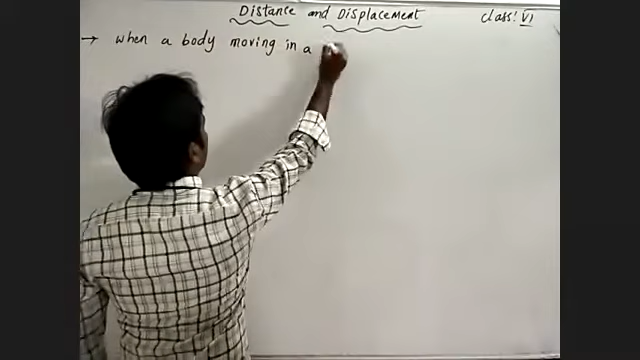 Distance and Displacement
class: VI
→ when a body moving in a